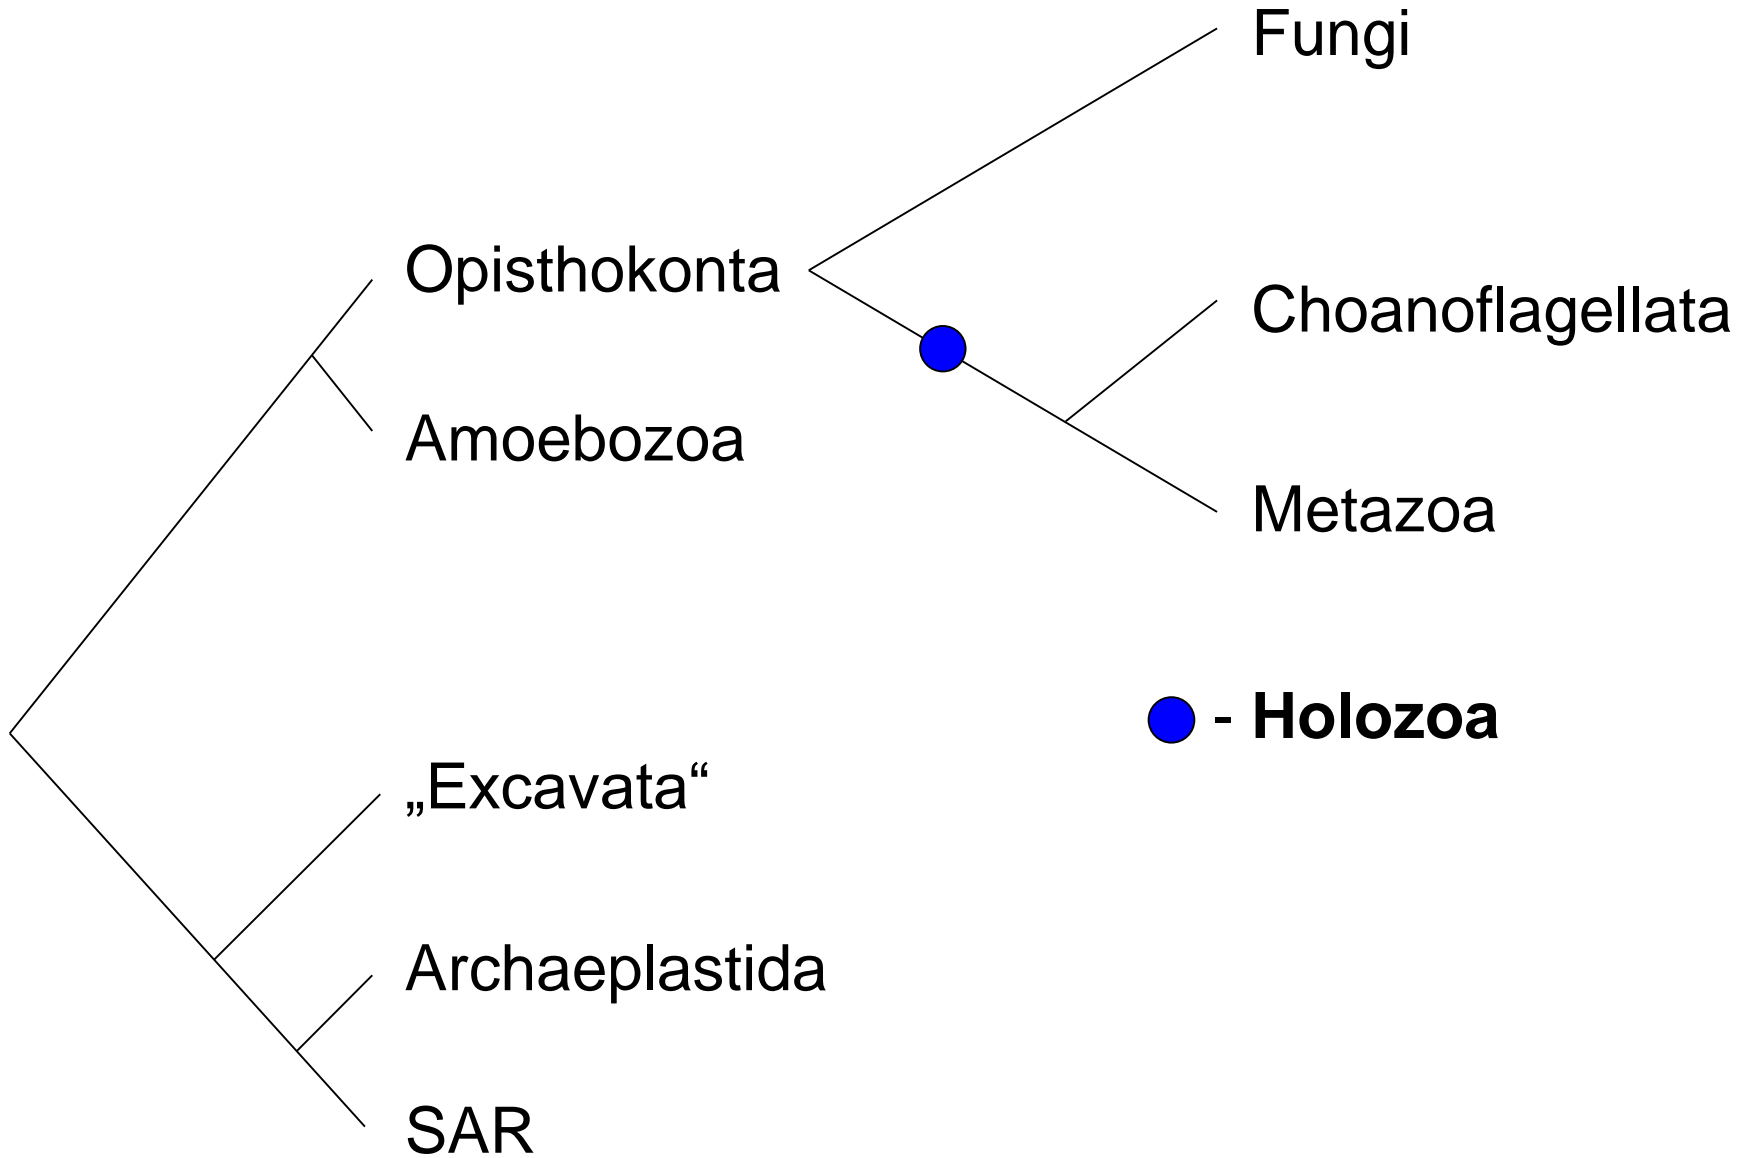 Fungi
Opisthokonta
Choanoflagellata
Amoebozoa
Metazoa
- Holozoa
„Excavata“
Archaeplastida
SAR